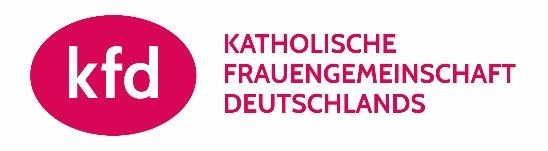 kfd
KATHOLISCHE
FRAUENGEMEINSCHAFT
DEUTSCHLANDS